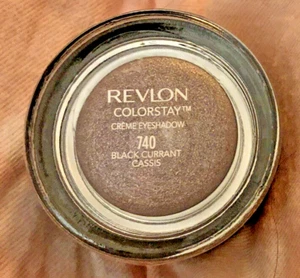 REVLON
COLORSTAY™
CRÈME EYESHADOW
740
BLACK CURRANT
CASSIS